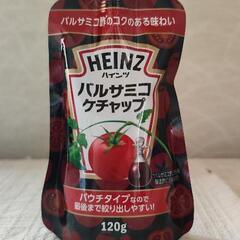 バルサミコ酢のコクのある味わい
HEINZ
ハインツ
バルサミコ
ケチャップ
パウチタイプなので
最後まで絞り出しやすい!
120g